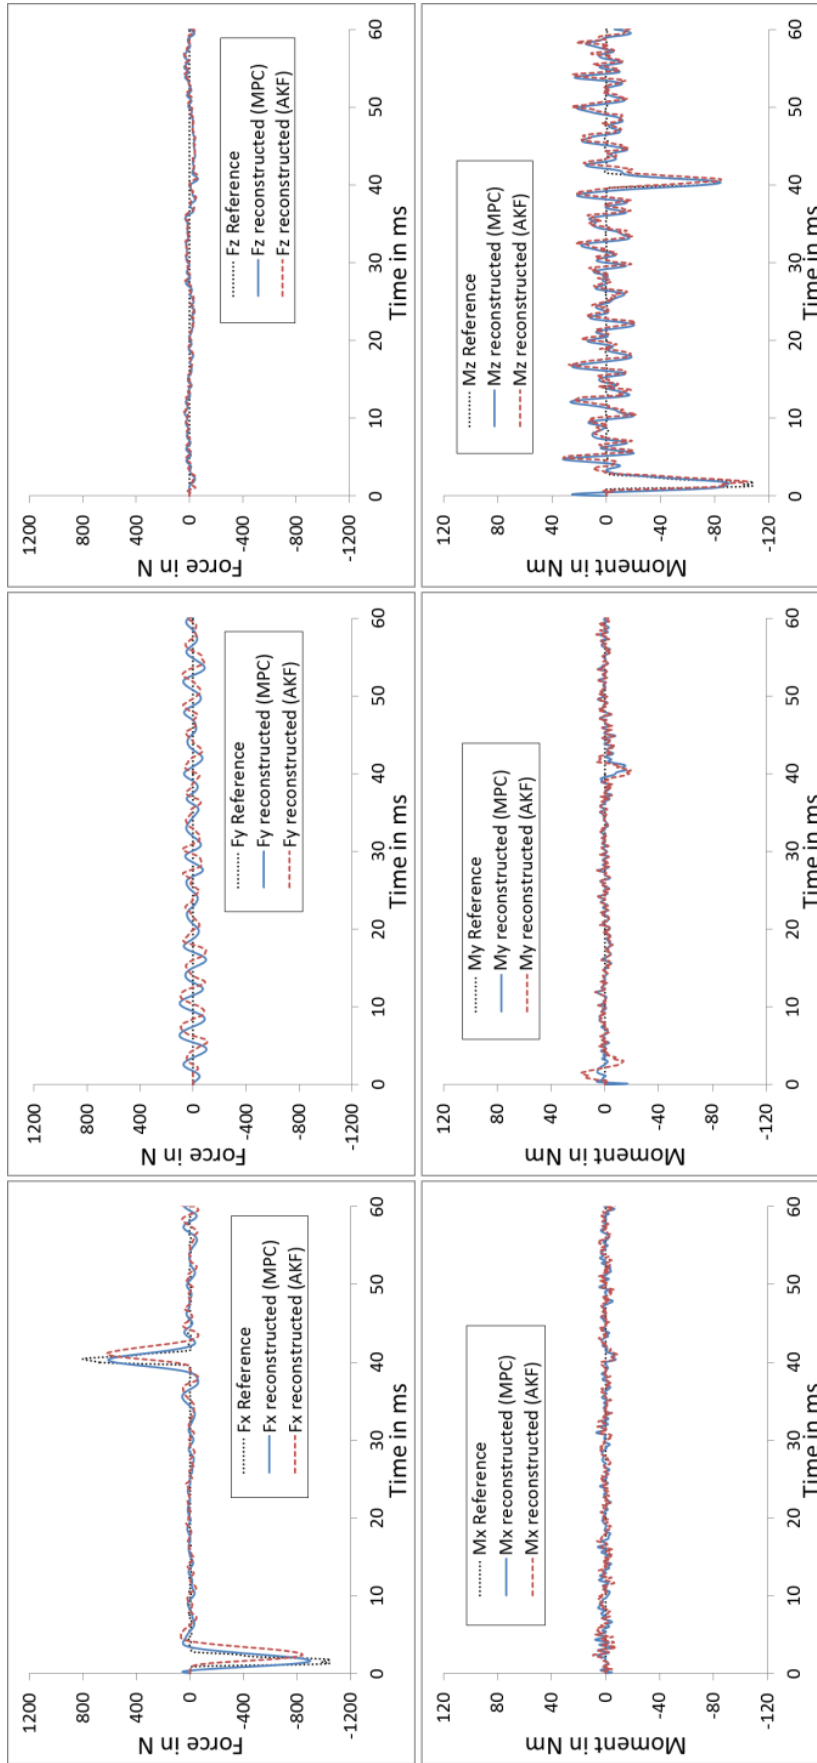 1200
800
400
0
-400
-800
-1200
Force in N
0
10
20
30
40
50
60
Time in ms
Fx Reference
Fx reconstructed (MPC)
Fx reconstructed (AKF)
1200
800
400
0
-400
-800
-1200
Force in N
0
10
20
30
40
50
60
Time in ms
Fy Reference
Fy reconstructed (MPC)
Fy reconstructed (AKF)
1200
800
400
0
-400
-800
-1200
Force in N
0
10
20
30
40
50
60
Time in ms
Fz Reference
Fz reconstructed (MPC)
Fz reconstructed (AKF)
120
80
40
0
-40
-80
-120
Moment in Nm
0
10
20
30
40
50
60
Time in ms
Mx Reference
Mx reconstructed (MPC)
Mx reconstructed (AKF)
120
80
40
0
-40
-80
-120
Moment in Nm
0
10
20
30
40
50
60
Time in ms
My Reference
My reconstructed (MPC)
My reconstructed (AKF)
120
80
40
0
-40
-80
-120
Moment in Nm
0
10
20
30
40
50
60
Time in ms
Mz Reference
Mz reconstructed (MPC)
Mz reconstructed (AKF)